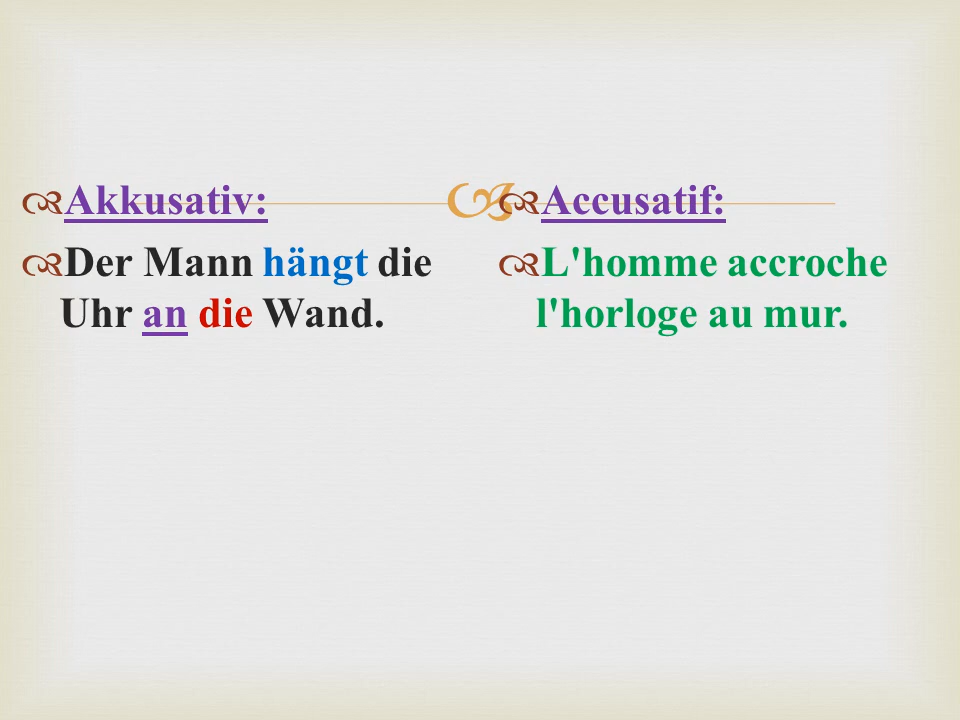 Akkusativ:
Der Mann hängt die
Uhr an die Wand.
Accusatif:
L'homme accroche
l'horloge au mur.